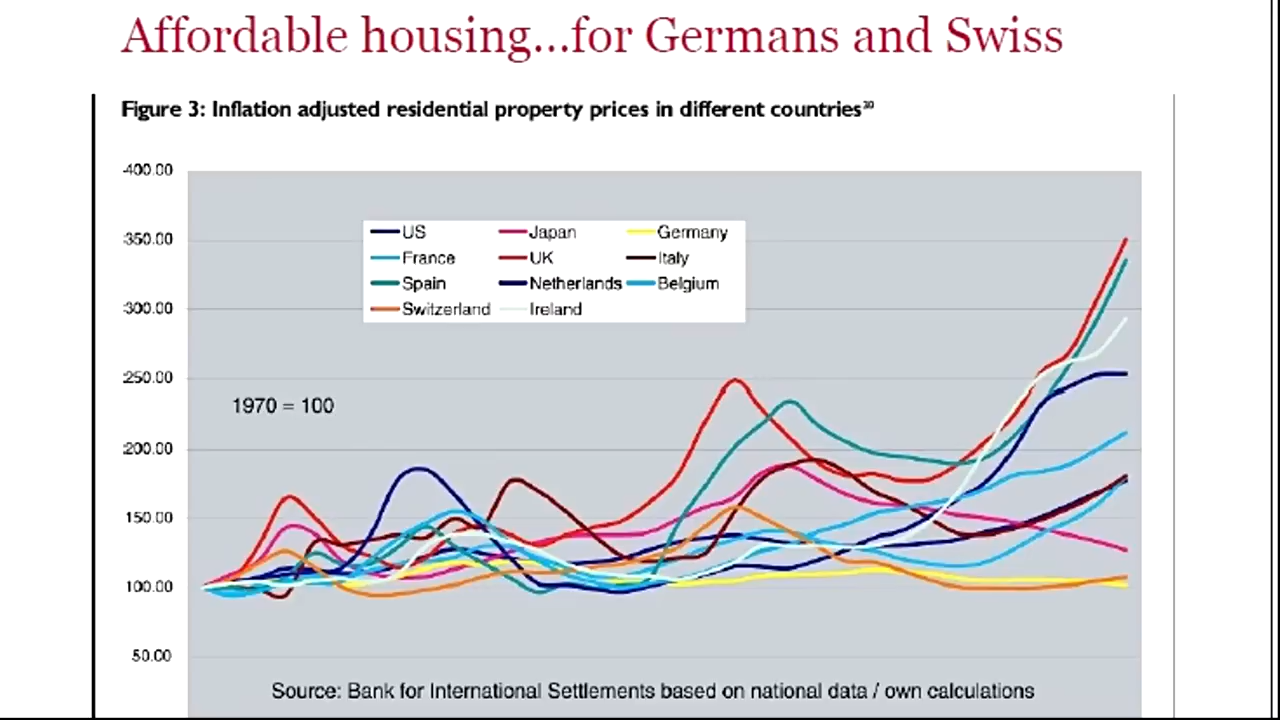 Affordable housing...for Germans and Swiss
Figure 3: Inflation adjusted residential property prices in different countries³⁰
400.00
350.00
300.00
250.00
200.00
150.00
100.00
50.00
US Japan Germany
France UK Italy
Spain Netherlands Belgium
Switzerland Ireland
1970 = 100
Source: Bank for International Settlements based on national data / own calculations